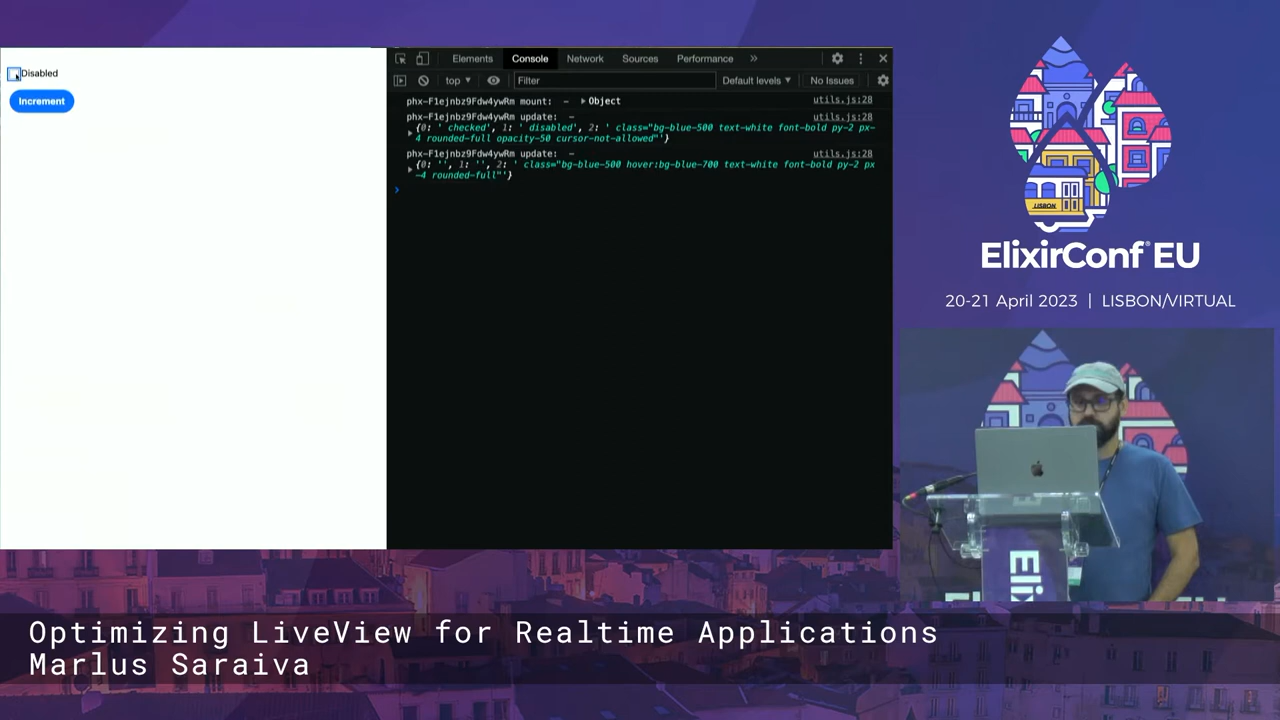 Disabled
Increment
Elements Console Network Sources Performance »
top ▼ Filter Default levels ▼ No Issues
phx-F1ejnbz9Fdw4ywRm mount: – ▸ Object utils.js:28
phx-F1ejnbz9Fdw4ywRm update: – utils.js:28
{0: ' checked', 1: ' disabled', 2: ' class="bg-blue-500 text-white font-bold py-2 px-
4 rounded-full opacity-50 cursor-not-allowed"'}
phx-F1ejnbz9Fdw4ywRm update: – utils.js:28
{0: '', 1: '', 2: ' class="bg-blue-500 hover:bg-blue-700 text-white font-bold py-2 px
-4 rounded-full"'}
LISBON
ElixirConf® EU
20-21 April 2023 | LISBON/VIRTUAL
Elix
Optimizing LiveView for Realtime Applications
Marlus Saraiva